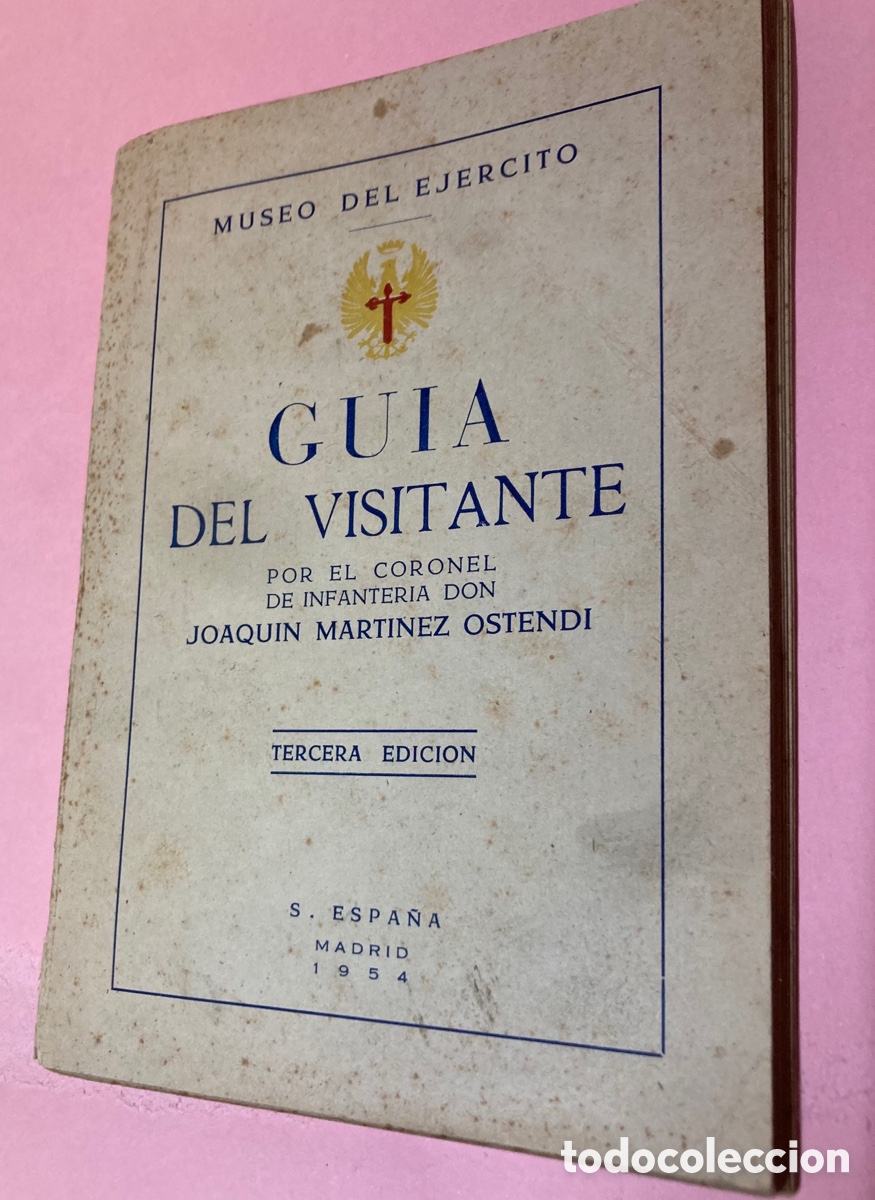 MUSEO DEL EJERCITO
GUIA
DEL VISITANTE
POR EL CORONEL
DE INFANTERIA DON
JOAQUIN MARTINEZ OSTENDI
TERCERA EDICION
S. ESPAÑA
MADRID
1954
todocoleccion